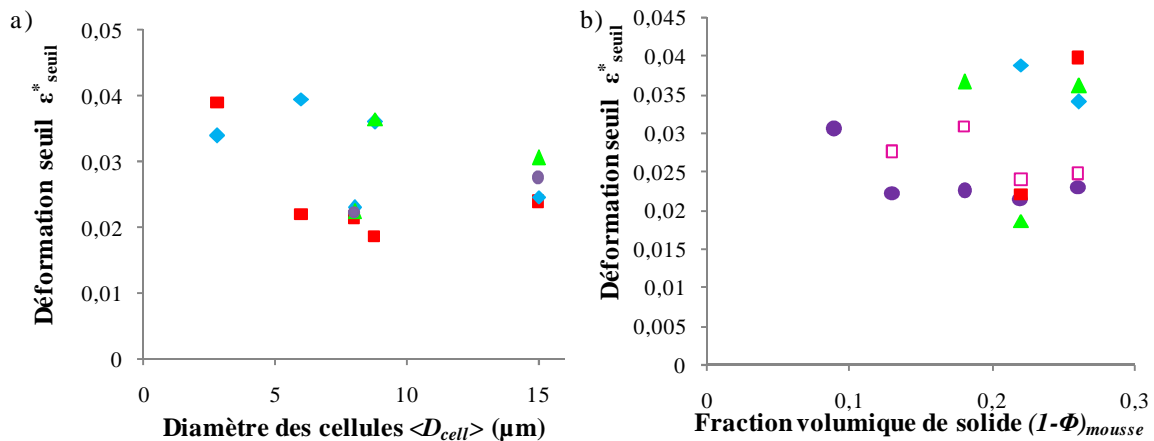 a)
Déformation seuil ε*seuil
0,05
0,04
0,03
0,02
0,01
0
0 5 10 15
Diamètre des cellules <Dcell> (µm)
b)
Déformation seuil ε*seuil
0,045
0,04
0,035
0,03
0,025
0,02
0,015
0,01
0,005
0
0 0,1 0,2 0,3
Fraction volumique de solide (1-Φ)mousse